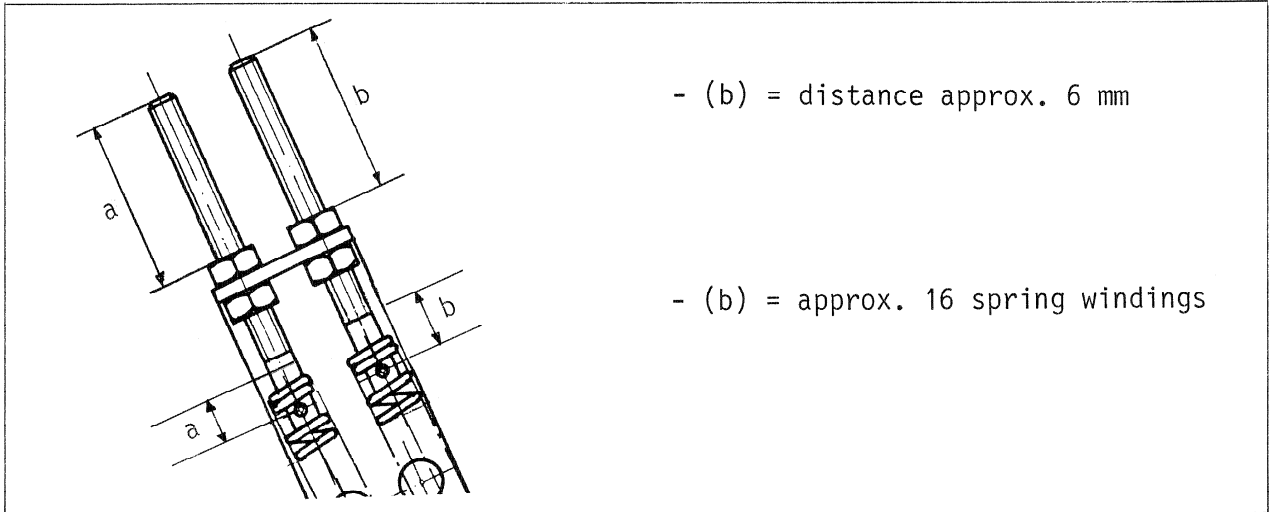 b
- (b) = distance approx. 6 mm
a
- (b) = approx. 16 spring windings
b
a